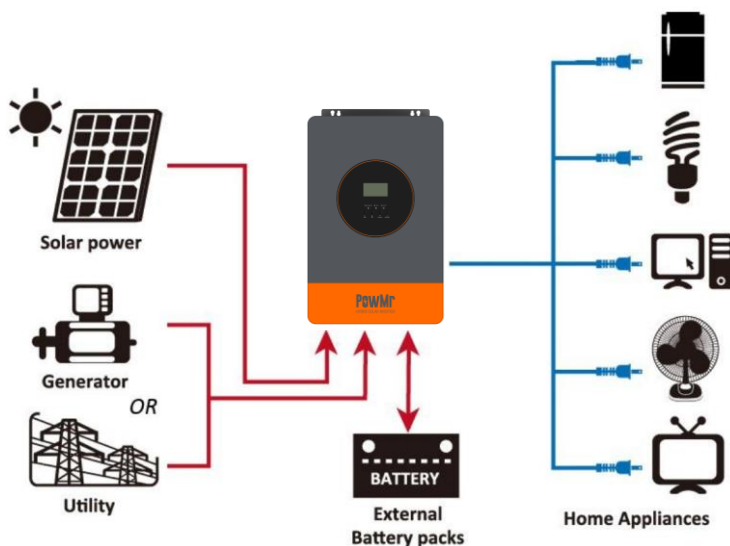 Solar power
Generator
OR
Utility
PowMr
BATTERY
External
Battery packs
Home Appliances